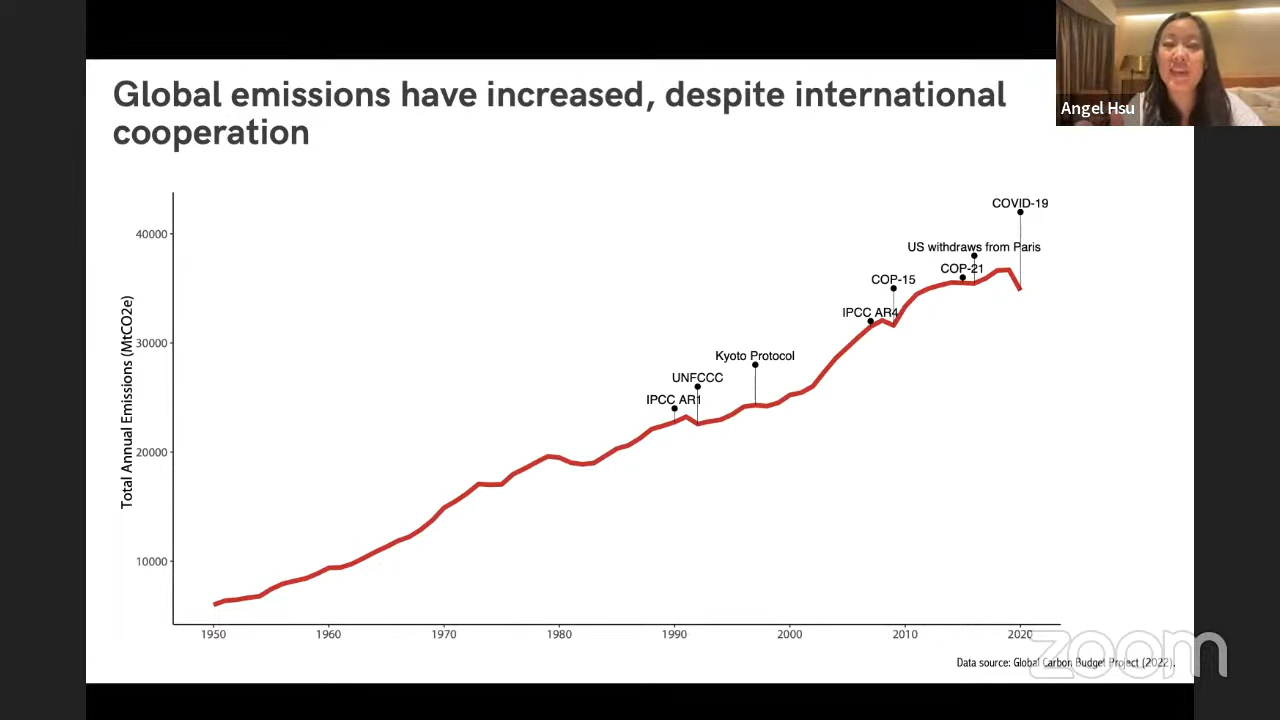 Angel Hsu
Global emissions have increased, despite international
cooperation
COVID-19
40000
US withdraws from Paris
COP-21
COP-15
IPCC AR4
30000
Kyoto Protocol
UNFCCC
IPCC AR1
20000
10000
Total Annual Emissions (MtCO2e)
1950
1960
1970
1980
1990
2000
2010
2020
Data source: Global Carbon Budget Project (2022).
zoom